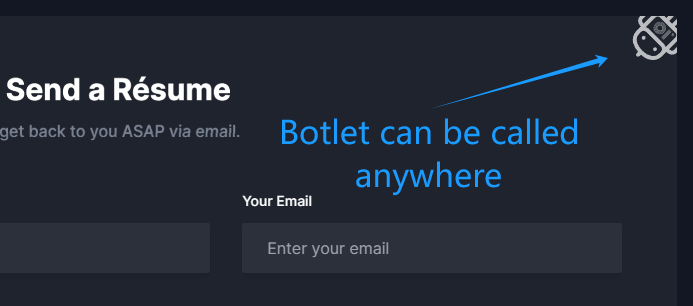 Send a Résume
get back to you ASAP via email.
Botlet can be called
anywhere
Your Email
Enter your email